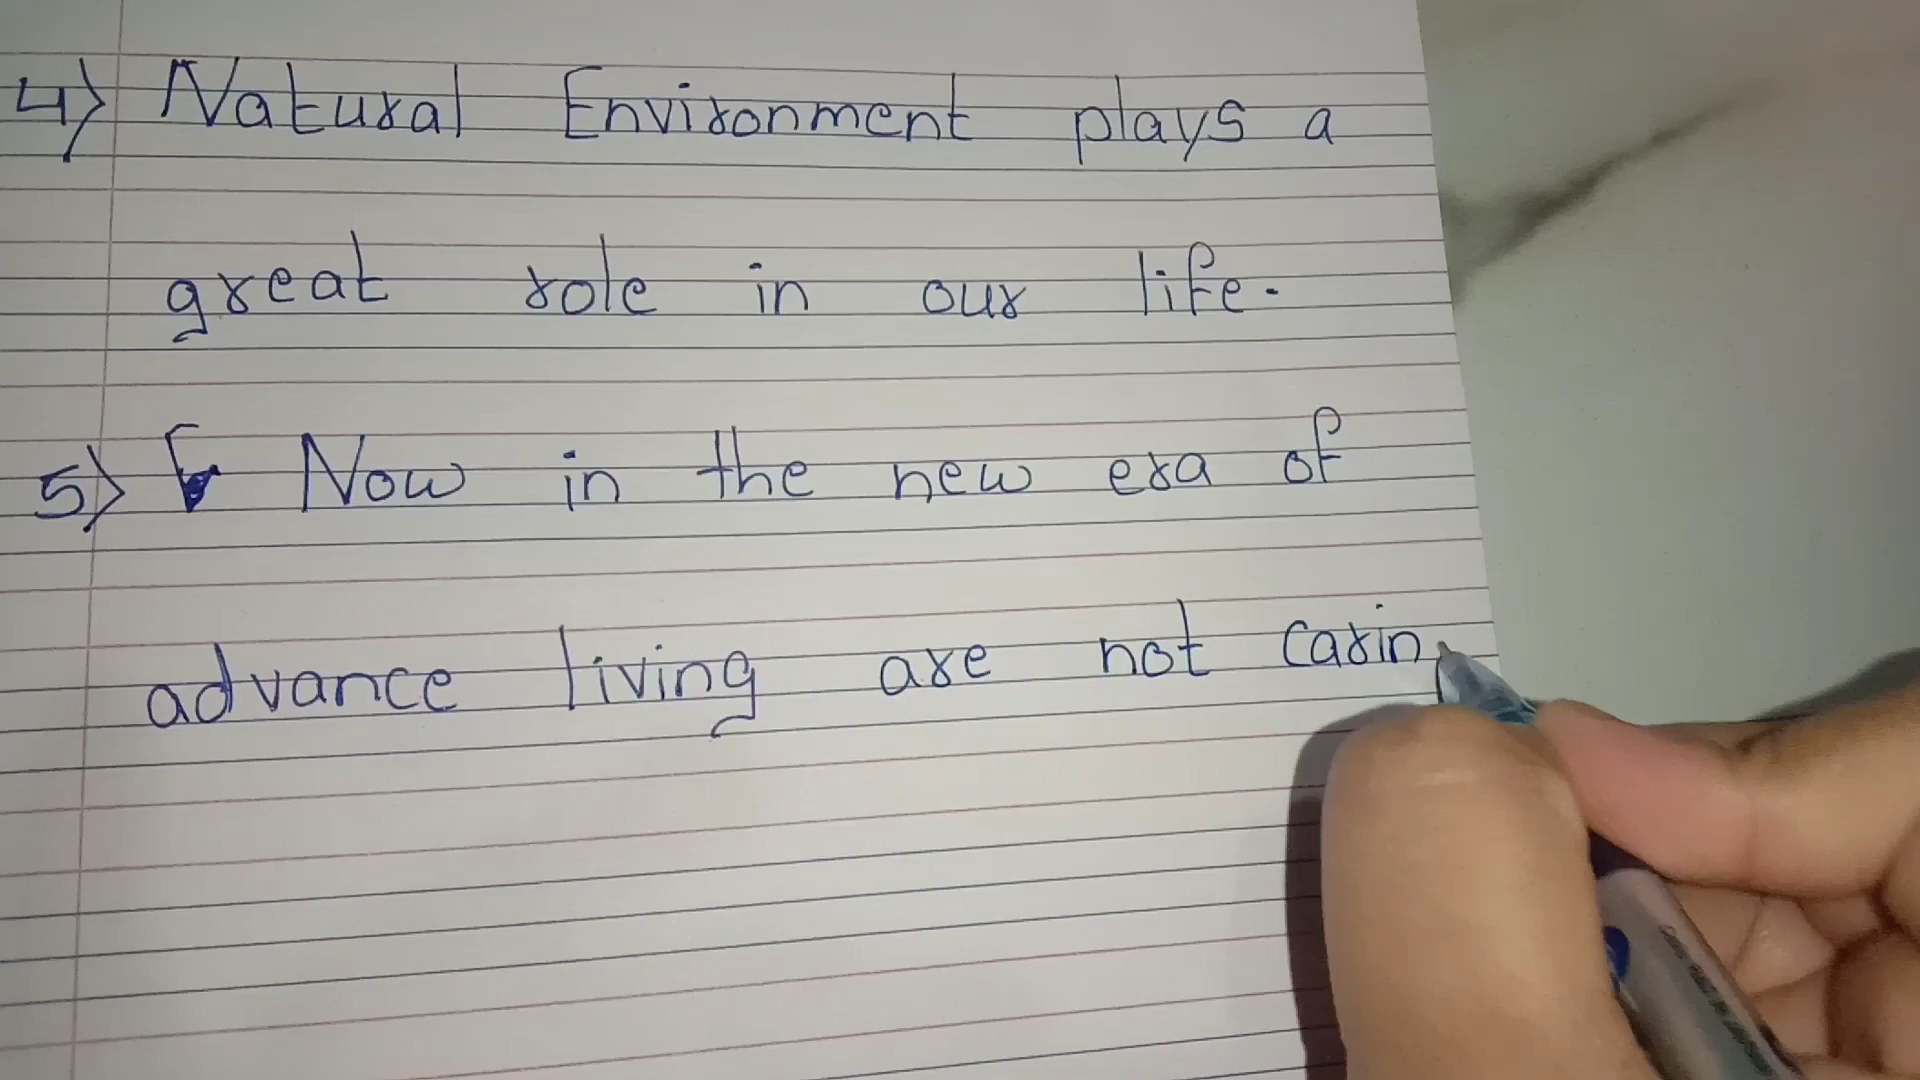 4) Natural Environment plays a
great role in our life.
5) Now in the new era of
advance living are not carin